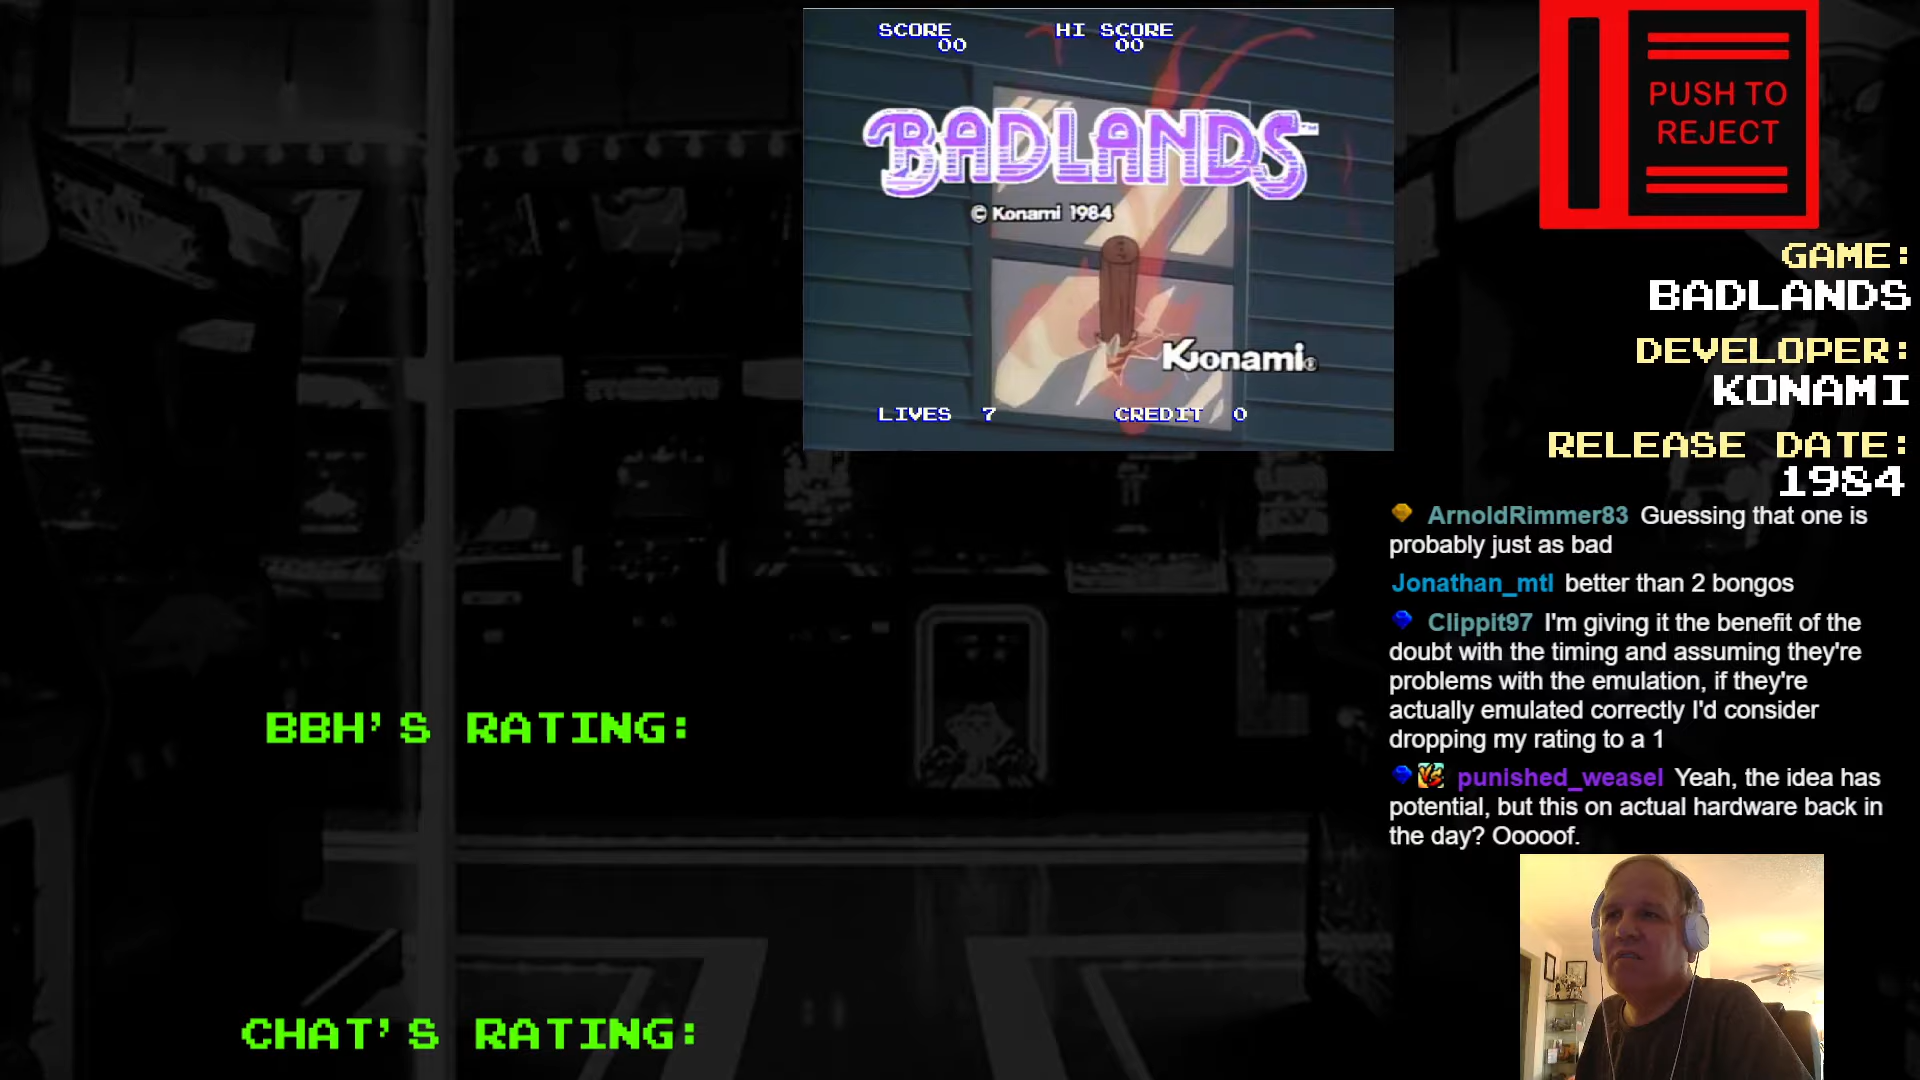 SCORE
00
HI SCORE
00
BADLANDS™
© Konami 1984
Konami®
LIVES 7
CREDIT 0
PUSH TO
REJECT
GAME:
BADLANDS
DEVELOPER:
KONAMI
RELEASE DATE:
1984
ArnoldRimmer83 Guessing that one is
probably just as bad
Jonathan_mtl better than 2 bongos
Clippit97 I'm giving it the benefit of the
doubt with the timing and assuming they're
problems with the emulation, if they're
actually emulated correctly I'd consider
dropping my rating to a 1
punished_weasel Yeah, the idea has
potential, but this on actual hardware back in
the day? Ooooof.
BBH'S RATING:
CHAT'S RATING: